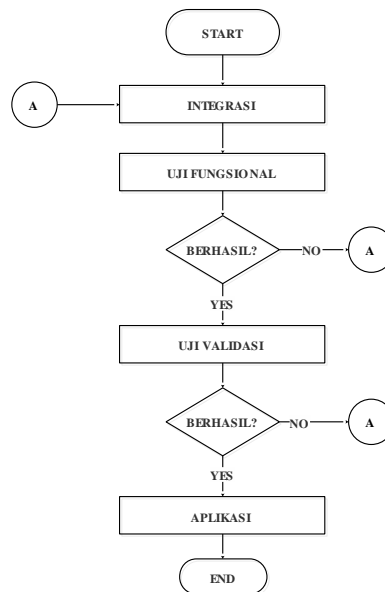 START
A
INTEGRASI
UJI FUNGSIONAL
BERHASIL?
NO
A
YES
UJI VALIDASI
BERHASIL?
NO
A
YES
APLIKASI
END